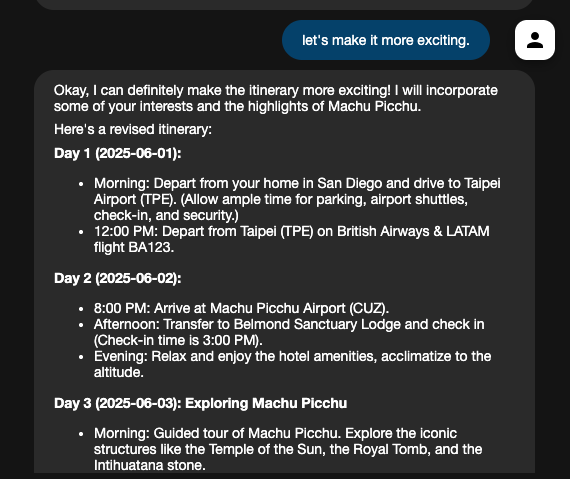 let's make it more exciting.
Okay, I can definitely make the itinerary more exciting! I will incorporate
some of your interests and the highlights of Machu Picchu.
Here's a revised itinerary:
Day 1 (2025-06-01):
• Morning: Depart from your home in San Diego and drive to Taipei
Airport (TPE). (Allow ample time for parking, airport shuttles,
check-in, and security.)
• 12:00 PM: Depart from Taipei (TPE) on British Airways & LATAM
flight BA123.
Day 2 (2025-06-02):
• 8:00 PM: Arrive at Machu Picchu Airport (CUZ).
• Afternoon: Transfer to Belmond Sanctuary Lodge and check in
(Check-in time is 3:00 PM).
• Evening: Relax and enjoy the hotel amenities, acclimatize to the
altitude.
Day 3 (2025-06-03): Exploring Machu Picchu
• Morning: Guided tour of Machu Picchu. Explore the iconic
structures like the Temple of the Sun, the Royal Tomb, and the
Intihuatana stone.